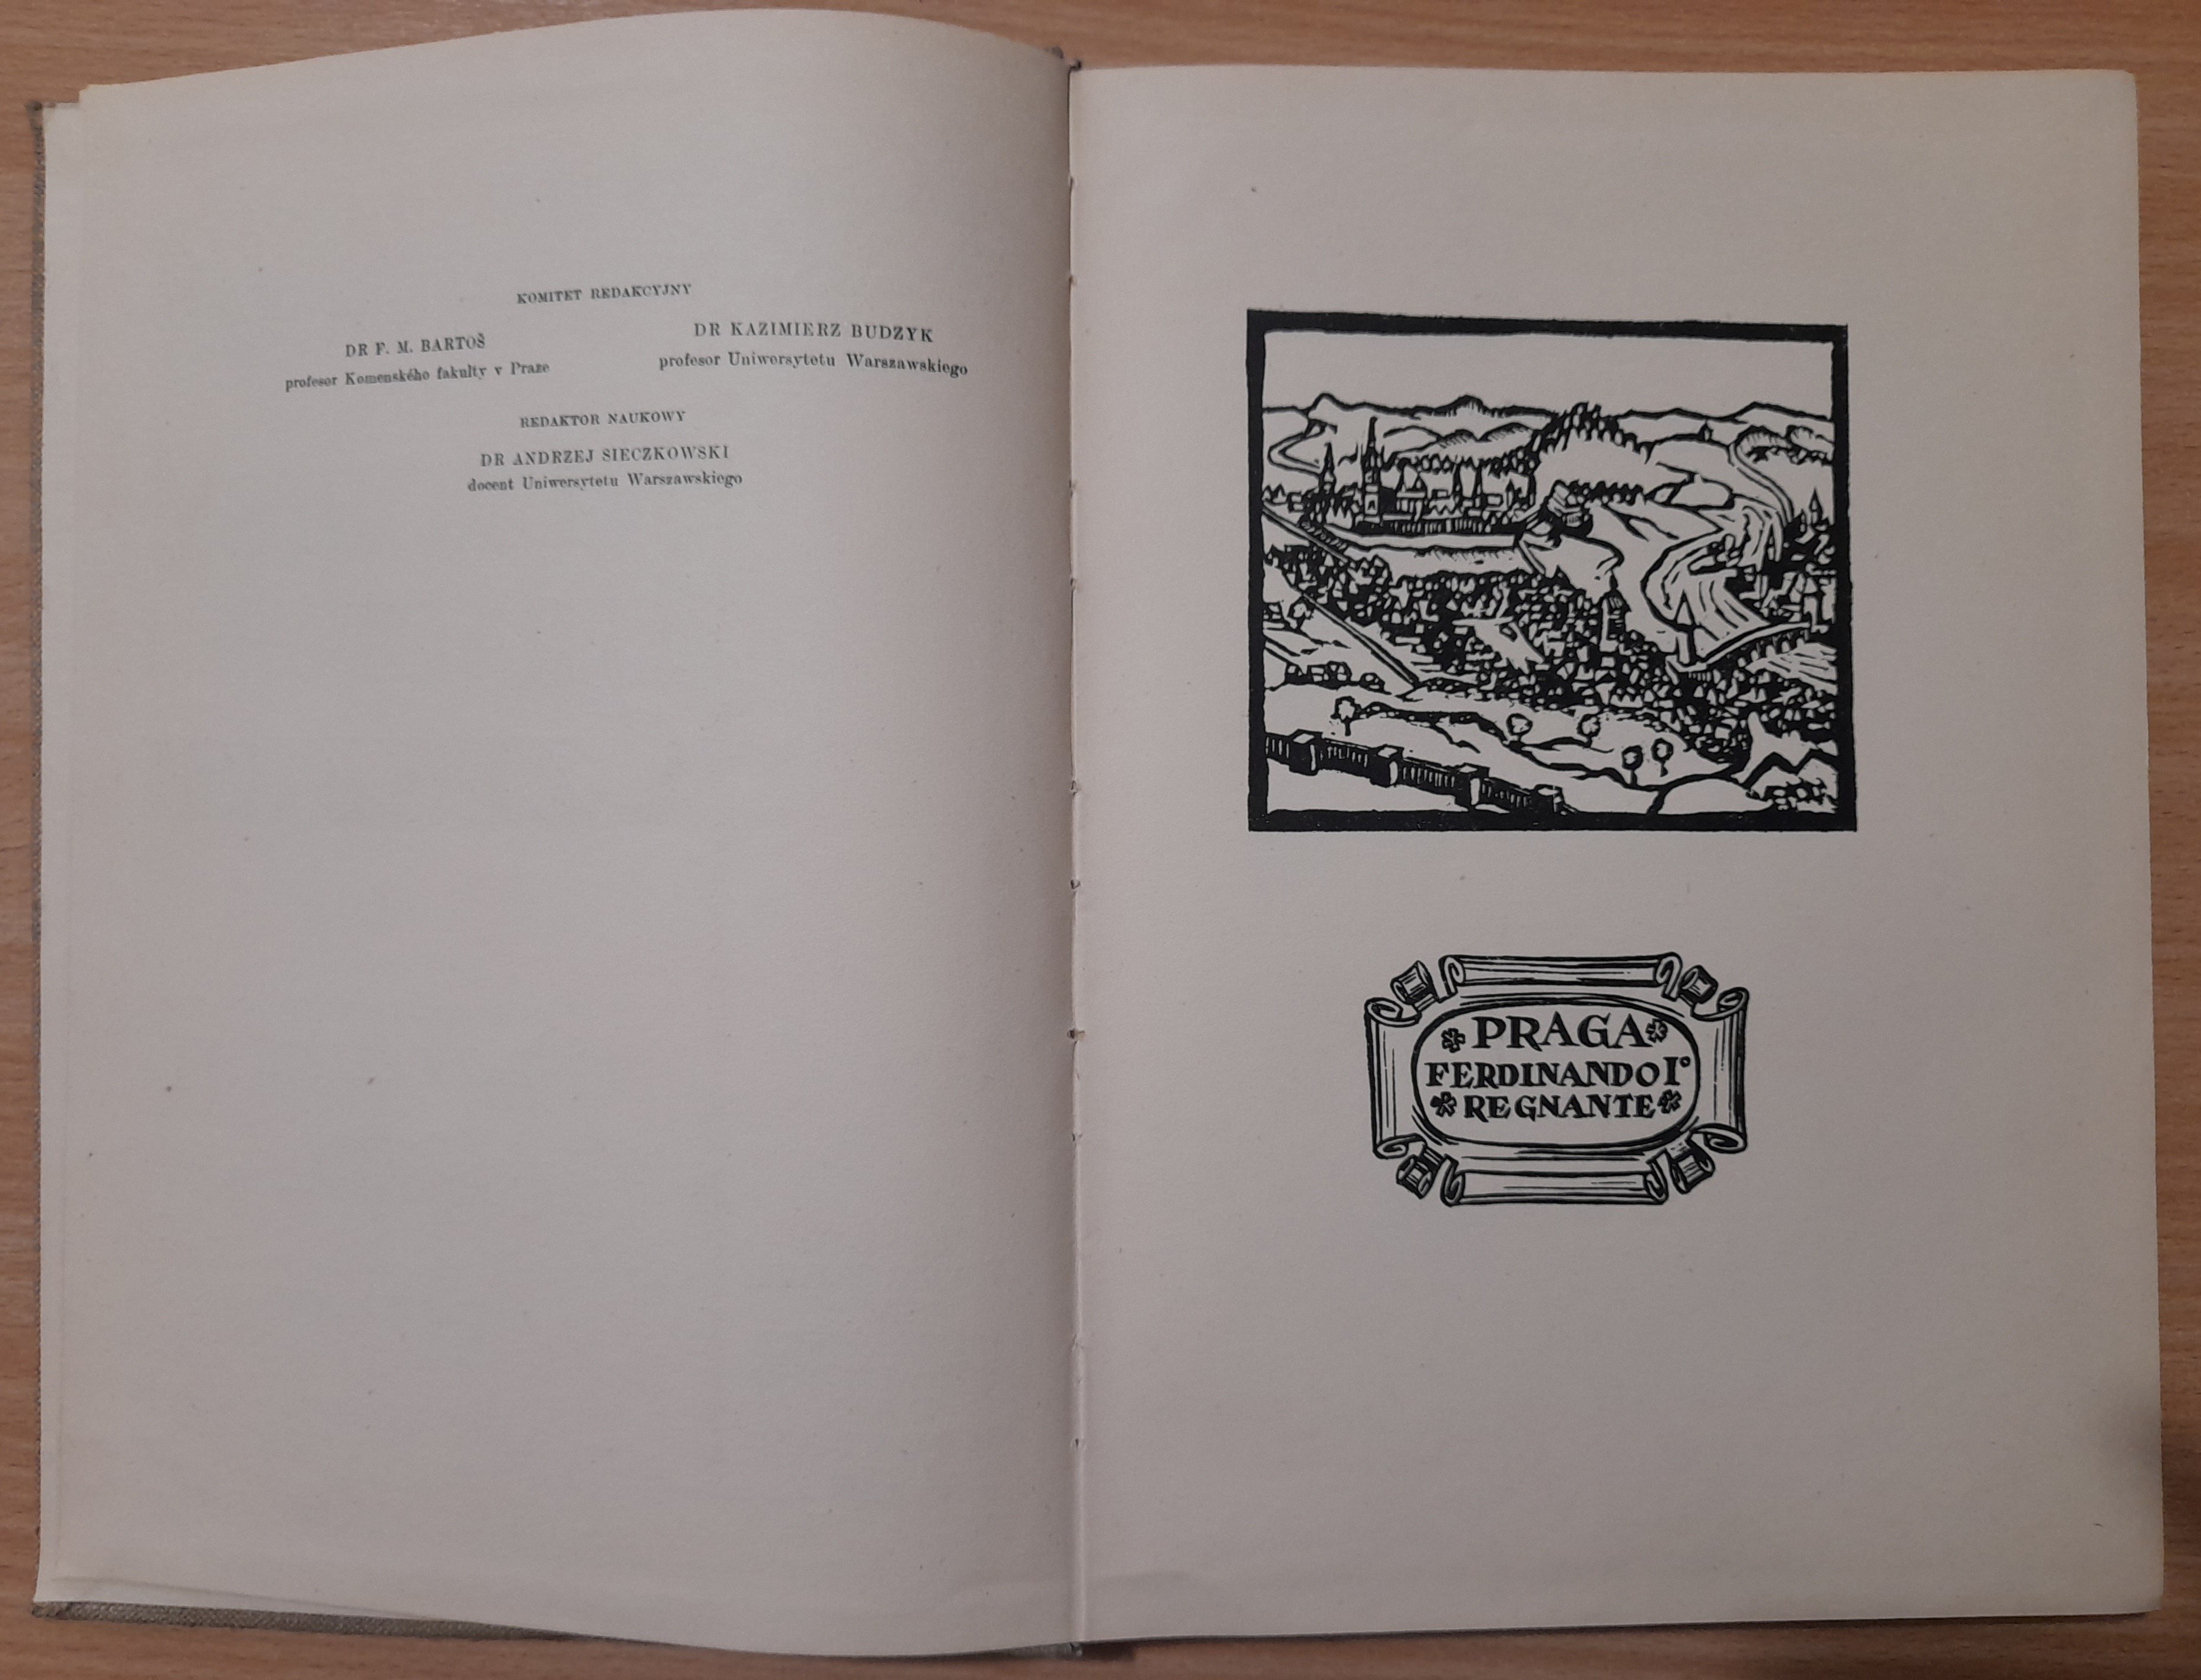 KOMITET REDAKCYJNY
DR F. M. BARTOŠ
profesor Komenského fakulty v Praze
DR KAZIMIERZ BUDZYK
profesor Uniwersytetu Warszawskiego
REDAKTOR NAUKOWY
DR ANDRZEJ SIECZKOWSKI
docent Uniwersytetu Warszawskiego
PRAGA
FERDINANDO I°
REGNANTE